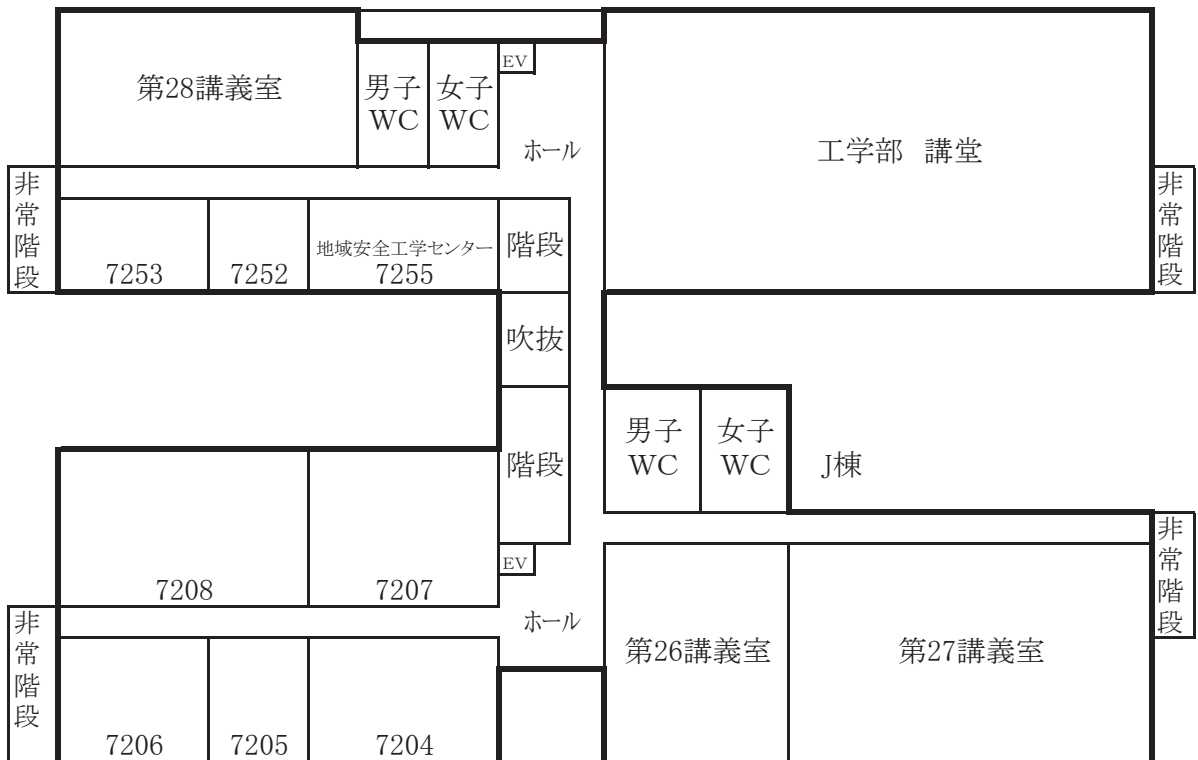 第28講義室
男子
WC
女子
WC
EV
ホール
工学部 講堂
非常階段
非常階段
7253
7252
地域安全工学センター
7255
階段
吹抜
階段
男子
WC
女子
WC
J棟
7208
7207
EV
ホール
非常階段
非常階段
第26講義室
第27講義室
7206
7205
7204